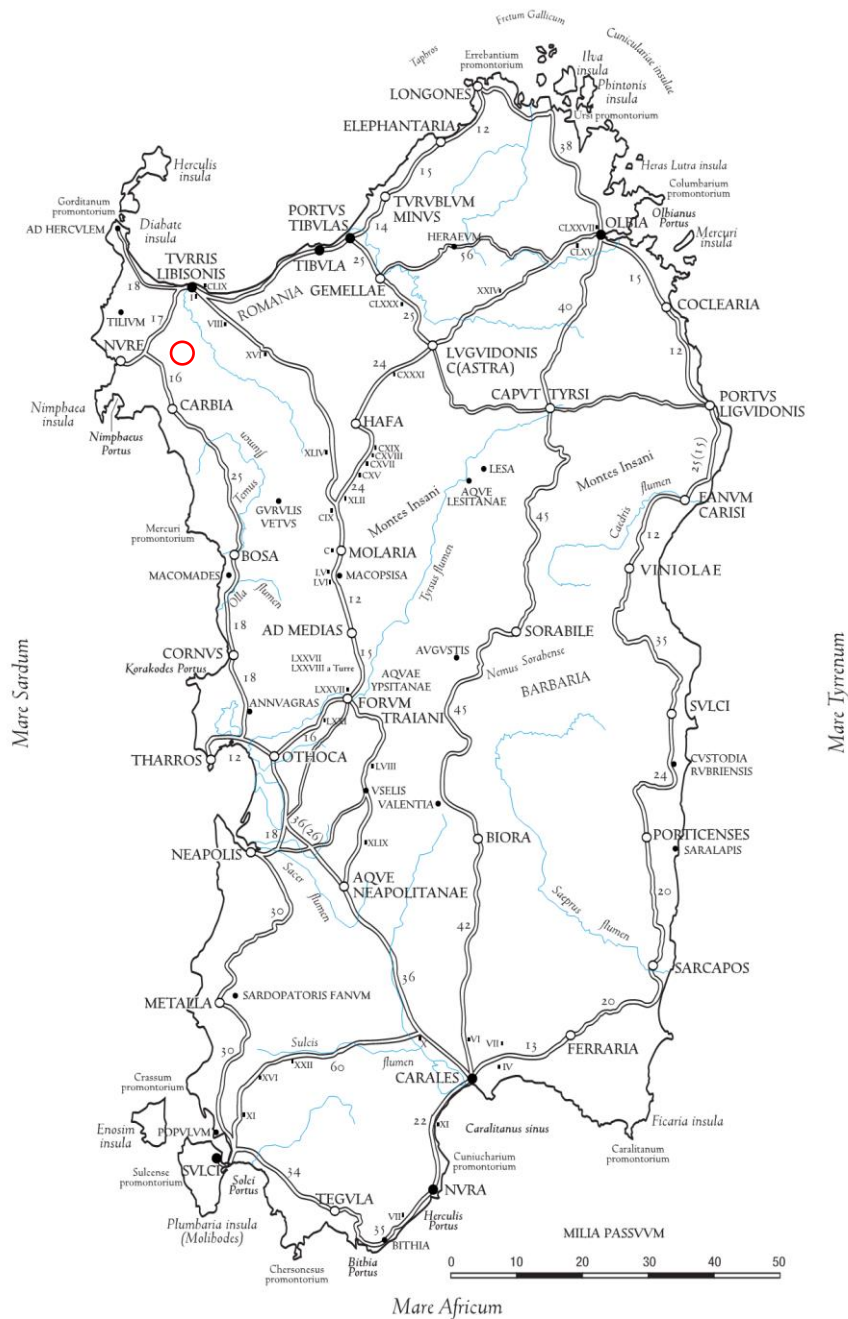 Fretum Gallicum
Taphros
Cuniculariae insulae
Errebantium
promontorium
Ilva
insula
Phintonis
insula
LONGONES
Ursi promontorium
ELEPHANTARIA
12
38
Herculis
insula
15
Heras Lutra insula
Columbarium
promontorium
Gorditanum
promontorium
TVRVBLVM
MINVS
Olbianus
Portus
AD HERCVLEM
Diabate
insula
PORTVS
TIBVLAS
14
HERAEVM
CLXXVII
OLBIA
Mercuri
insula
TVRRIS
LIBISONIS
TIBVLA
25
56
CLXV
18
CLIX
I
GEMELLAE
XXIV
15
ROMANIA
CLXXX
25
40
COCLEARIA
TILIVM
17
VIII
NVRE
XVI
LVGVIDONIS
C(ASTRA)
12
16
24
CXXXI
CAPVT TYRSI
PORTVS
LIGVIDONIS
Nimphaea
insula
CARBIA
Nimphaeus
Portus
HAFA
flumen
Temus
XLIV
CXIX
CXVIII
CXVII
CXV
LESA
Montes Insani
25(15)
25
24
XLII
AQVE
LESITANAE
GVRVLIS
VETVS
CIX
Montes Insani
45
Caedris flumen
FANVM
CARISI
Mercuri
promontorium
12
BOSA
C
MOLARIA
Tyrsus flumen
VINIOLAE
MACOMADES
LV
LVI
MACOPSISA
Olla flumen
12
18
AD MEDIAS
SORABILE
35
CORNVS
Korakodes Portus
LXXVII
LXXVIII a Turre
15
AVGVSTIS
Nemus Sorabense
18
AQVAE
YPSITANAE
BARBARIA
LXXVII
ANNVAGRAS
FORVM
TRAIANI
45
SVLCI
LXXI
16
THARROS
12
OTHOCA
LVIII
CVSTODIA
RVBRIENSIS
24
VSELIS
VALENTIA
36(26)
18
BIORA
PORTICENSES
NEAPOLIS
XLIX
SARALAPIS
Sacer flumen
AQVE
NEAPOLITANAE
20
30
Saeprus flumen
42
36
SARCAPOS
METALLA
SARDOPATORIS FANVM
20
30
Sulcis flumen
X
VI
VII
13
FERRARIA
XXII
60
IV
XVI
CARALES
Crassum
promontorium
XI
Enosim
insula
POPVLVM
22
XI
Caralitanus sinus
Ficaria insula
Caralitanum
promontorium
SVLCI
Sulcense
promontorium
Solci
Portus
34
Cuniucharium
promontorium
NVRA
TEGVLA
Herculis
Portus
Plumbaria insula
(Molibodes)
VII
35
BITHIA
MILIA PASSVVM
Bithia
Portus
Chersonesus
promontorium
0 10 20 30 40 50
Mare Sardum
Mare Tyrrenum
Mare Africum